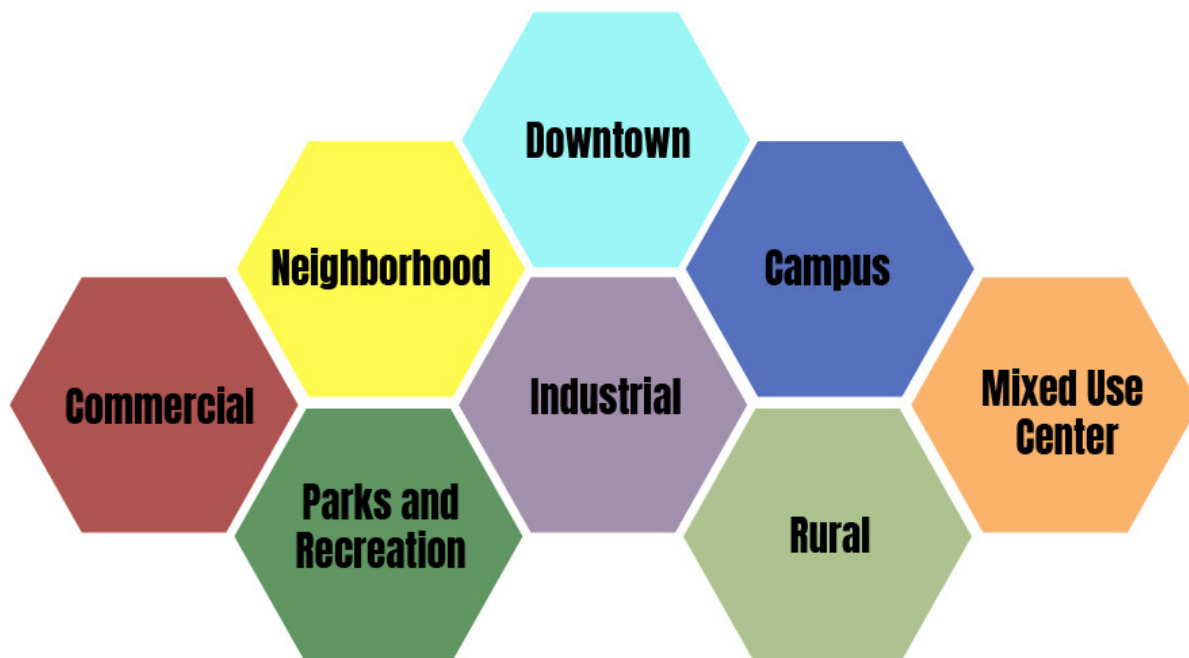 Downtown
Neighborhood
Campus
Commercial
Industrial
Mixed Use
Center
Parks and
Recreation
Rural